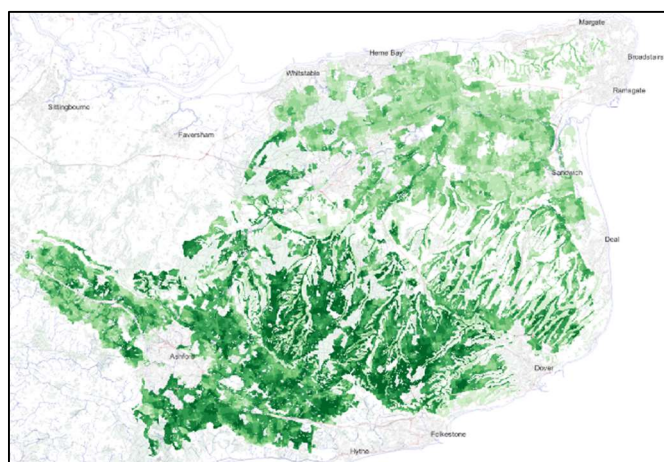 Margate
Herne Bay
Broadstairs
Whitstable
Ramsgate
Sittingbourne
Faversham
Sandwich
Deal
Ashford
Dover
Folkestone
Hythe